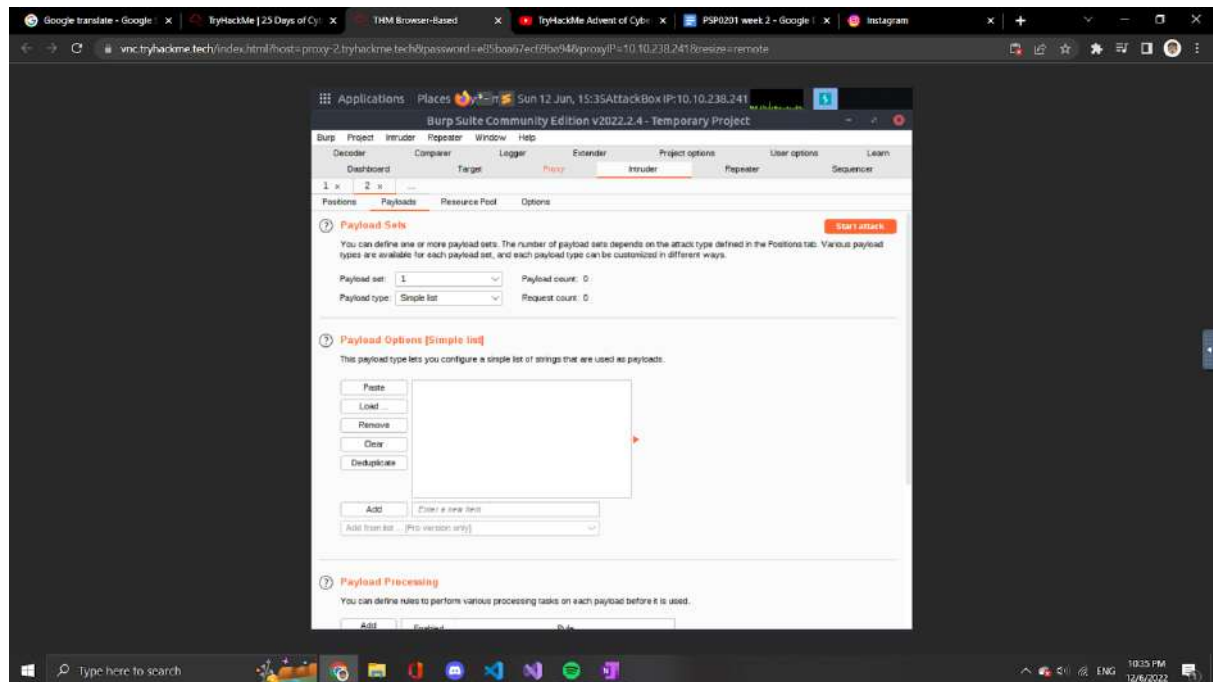 Google translate - Google
TryHackMe | 25 Days of Cy
THM Browser-Based
TryHackMe Advent of Cybe
PSP0201 week 2 - Google
Instagram
Applications Places Sun 12 Jun, 15:35 AttackBox IP:10.10.238.241
Burp Suite Community Edition v2022.2.4 - Temporary Project
Burp Project Intruder Repeater Window Help
Decoder Comparer Logger Extender Project options User options Learn
Dashboard Target Proxy Intruder Repeater Sequencer
1 x 2 x ...
Positions Payloads Resource Pool Options
Payload Sets
Start attack
You can define one or more payload sets. The number of payload sets depends on the attack type defined in the Positions tab. Various payload
types are available for each payload set, and each payload type can be customized in different ways.
Payload set: 1 Payload count: 0
Payload type: Simple list Request count: 0
Payload Options [Simple list]
This payload type lets you configure a simple list of strings that are used as payloads.
Paste
Load ...
Remove
Clear
Deduplicate
Add Enter a new item
Add from list ... [Pro version only]
Payload Processing
You can define rules to perform various processing tasks on each payload before it is used.
Add Enabled Rule
Type here to search
ENG
10:35 PM
12/6/2022